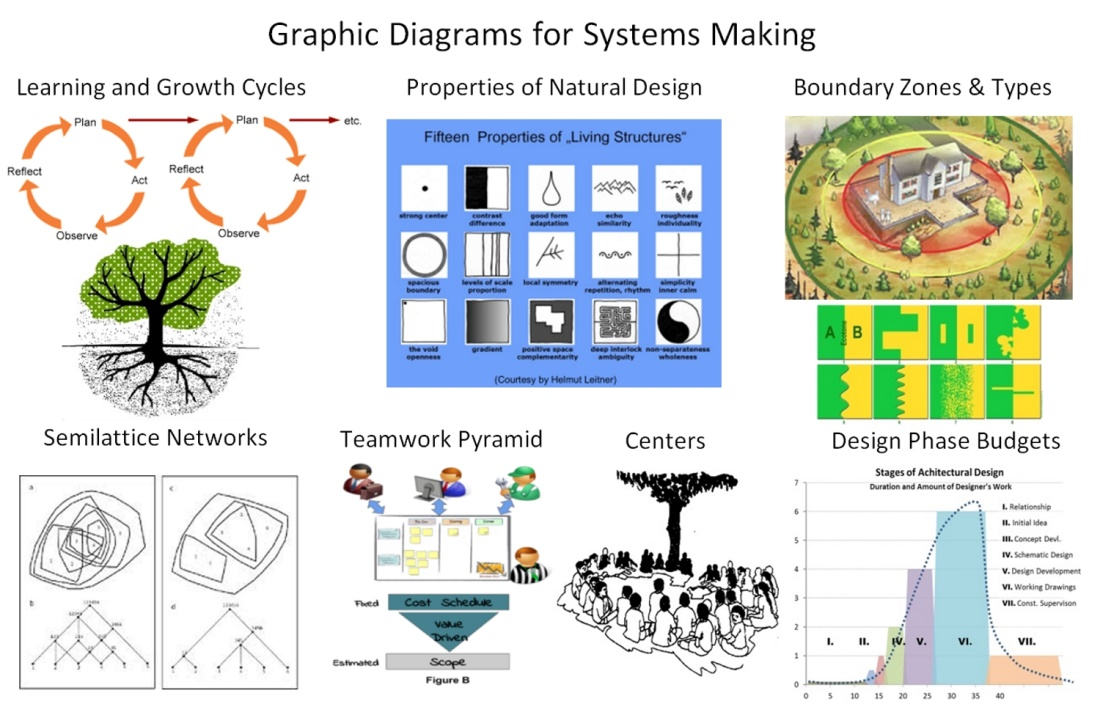 Graphic Diagrams for Systems Making
Learning and Growth Cycles
Plan
Plan
etc.
Reflect
Act
Reflect
Act
Observe
Observe
Properties of Natural Design
Fifteen Properties of „Living Structures“
strong center
contrast
difference
good form
adaptation
echo
similarity
roughness
individuality
spacious
boundary
levels of scale
proportion
local symmetry
alternating
repetition, rhythm
simplicity
inner calm
the void
openness
gradient
positive space
complementarity
deep interlock
ambiguity
non-separateness
wholeness
(Courtesy by Helmut Leitner)
Boundary Zones & Types
A
Ecotone
B
Semilattice Networks
a
c
b
d
Teamwork Pyramid
Fixed
Cost Schedule
Value
Driven
Estimated
Scope
Figure B
Centers
Design Phase Budgets
Stages of Achitectural Design
Duration and Amount of Designer's Work
7
6
5
4
3
2
1
0
I. Relationship
II. Initial Idea
III. Concept Devl.
IV. Schematic Design
V. Design Development
VI. Working Drawings
VII. Const. Supervison
I.
II.
IV.
V.
VI.
VII.
0 5 10 15 20 25 30 35 40